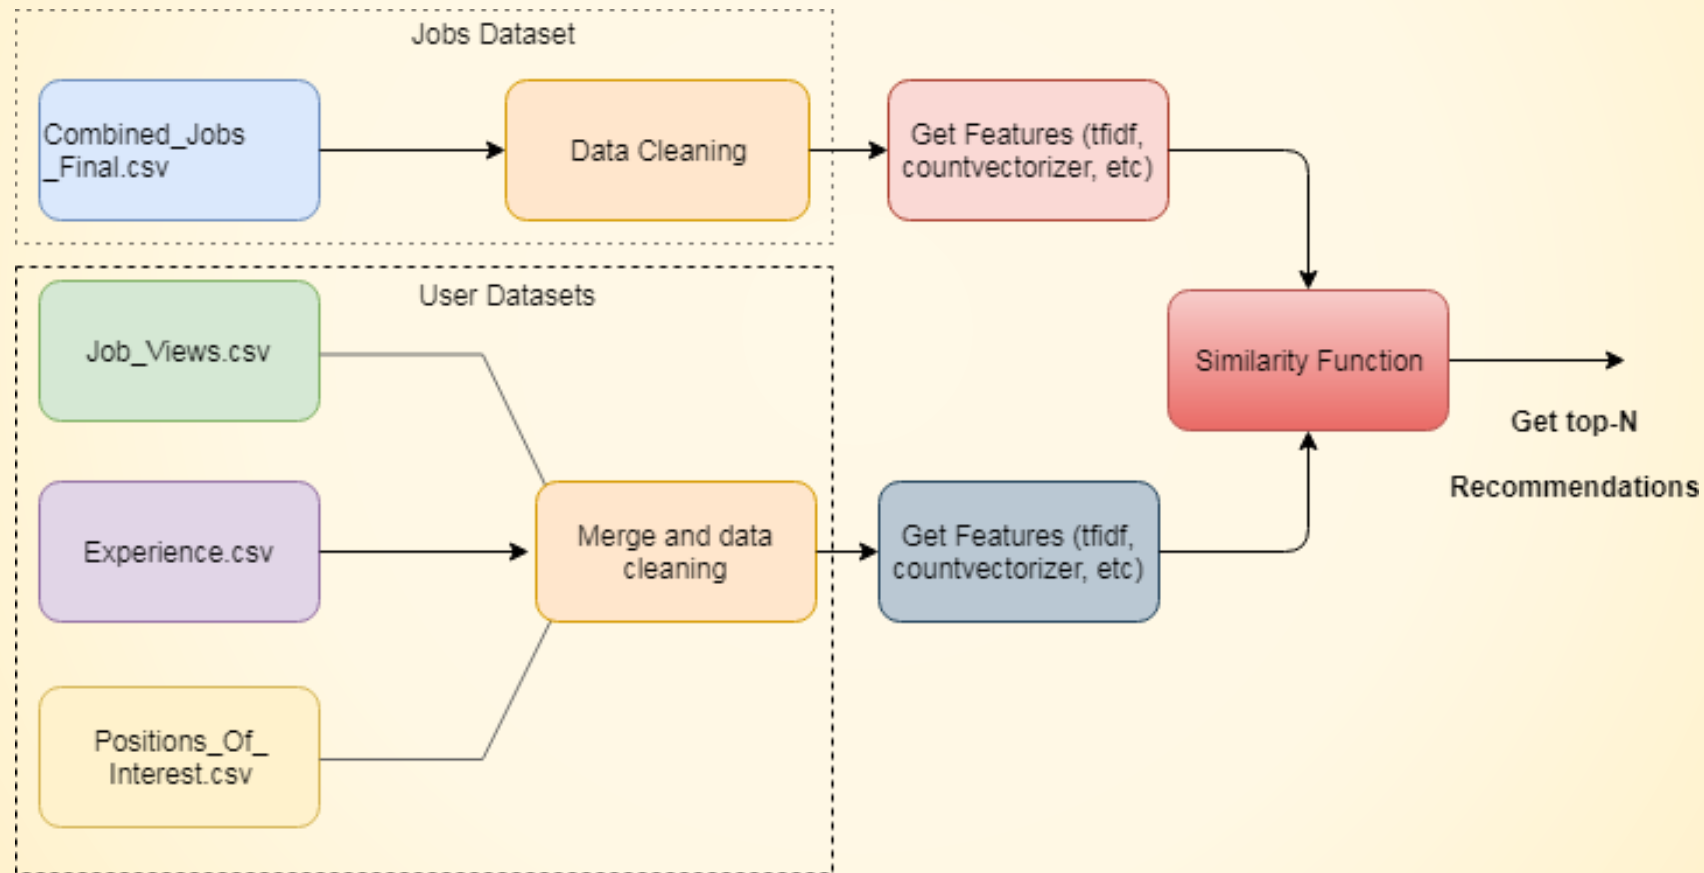 Jobs Dataset
Combined_Jobs
_Final.csv
Data Cleaning
Get Features (tfidf,
countvectorizer, etc)
User Datasets
Job_Views.csv
Similarity Function
Get top-N
Recommendations
Experience.csv
Merge and data
cleaning
Get Features (tfidf,
countvectorizer, etc)
Positions_Of_
Interest.csv